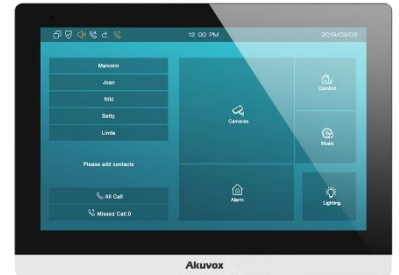 12:00 PM
2019/03/03
Malcolm
Joan
Niki
Betty
Linda
Please add contacts
All Call
Missed Call:0
Cameras
Alarm
Comfort
Music
Lighting
Akuvox